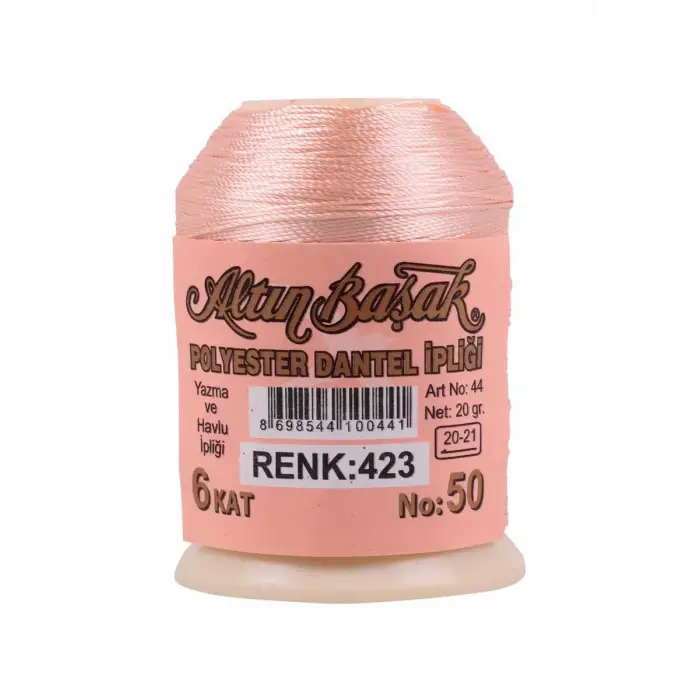 Altın Başak®
POLYESTER DANTEL İPLİĞİ
Yazma
ve
Havlu
İpliği
8 698544 100441
Art No: 44
Net: 20 gr.
20-21
RENK:423
6 KAT
No: 50